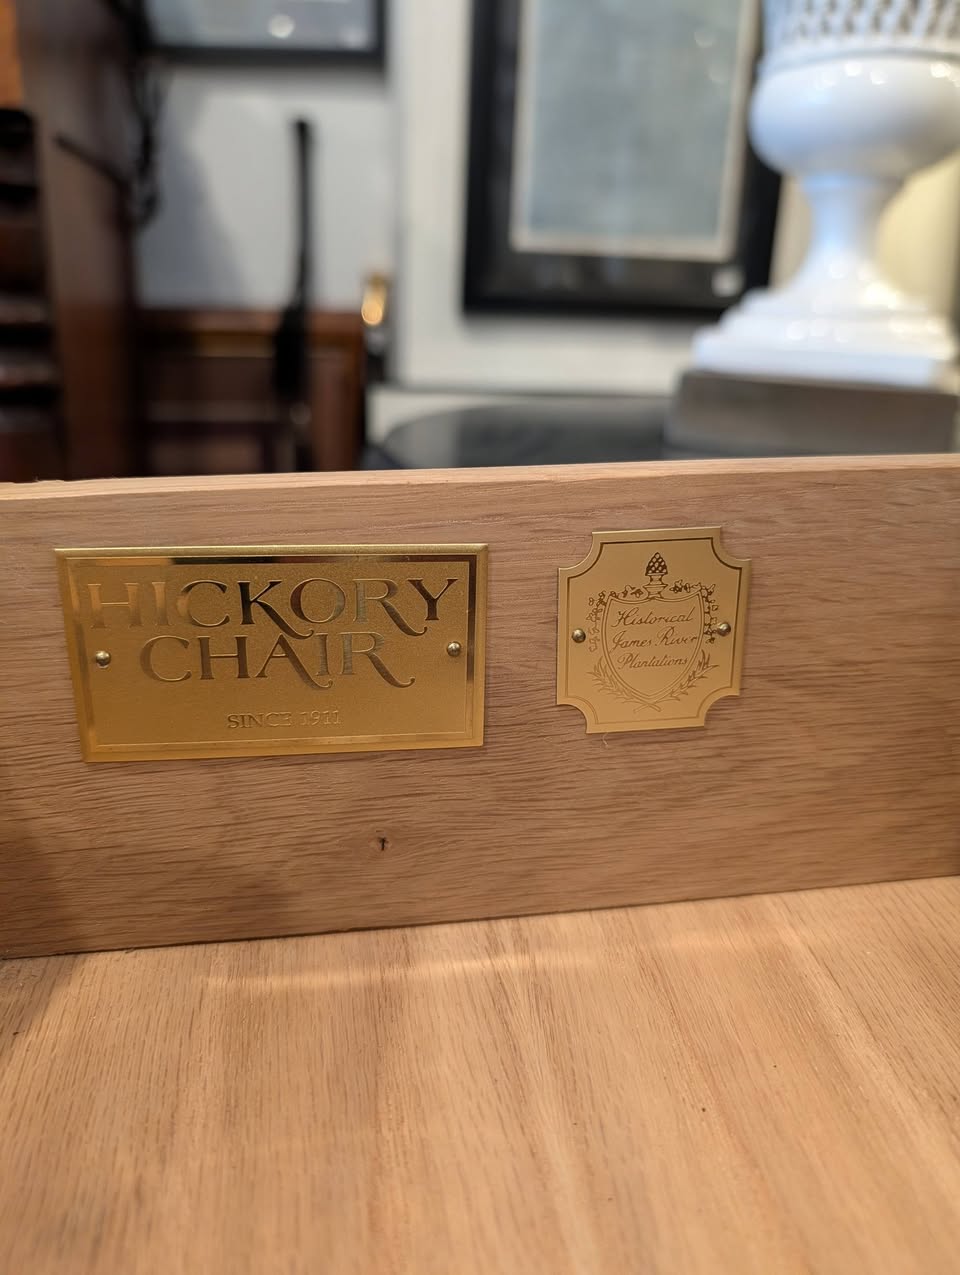 HICKORY
CHAIR
SINCE 1911
Historical
James River
Plantations